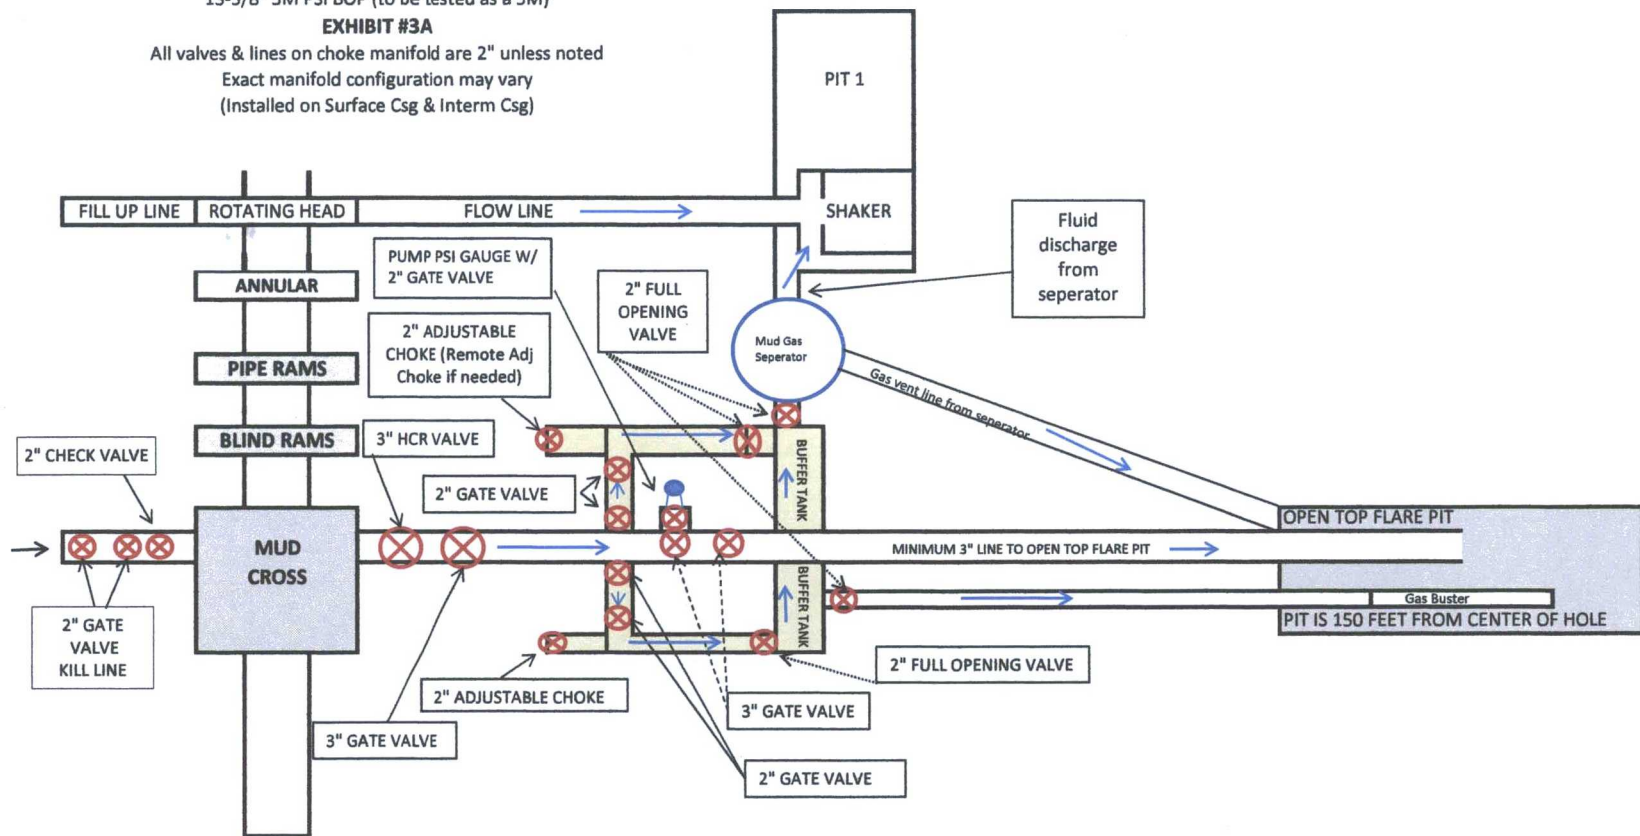 EXHIBIT #3A
All valves & lines on choke manifold are 2" unless noted
Exact manifold configuration may vary
(Installed on Surface Csg & Interm Csg)
PIT 1
FILL UP LINE
ROTATING HEAD
FLOW LINE
SHAKER
Fluid
discharge
from
seperator
PUMP PSI GAUGE W/
2" GATE VALVE
ANNULAR
2" FULL
OPENING
VALVE
2" ADJUSTABLE
CHOKE (Remote Adj
Choke if needed)
Mud Gas
Seperator
PIPE RAMS
Gas vent line from seperator
BLIND RAMS
3" HCR VALVE
2" CHECK VALVE
2" GATE VALVE
BUFFER TANK
OPEN TOP FLARE PIT
MUD
CROSS
MINIMUM 3" LINE TO OPEN TOP FLARE PIT
BUFFER TANK
Gas Buster
PIT IS 150 FEET FROM CENTER OF HOLE
2" GATE
VALVE
KILL LINE
2" FULL OPENING VALVE
2" ADJUSTABLE CHOKE
3" GATE VALVE
3" GATE VALVE
2" GATE VALVE